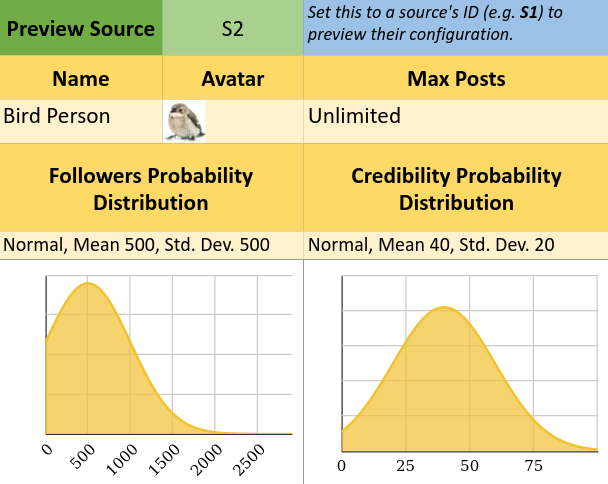 Preview Source
S2
Set this to a source's ID (e.g. S1) to
preview their configuration.
Name
Avatar
Max Posts
Bird Person
Unlimited
Followers Probability
Distribution
Credibility Probability
Distribution
Normal, Mean 500, Std. Dev. 500
Normal, Mean 40, Std. Dev. 20
0 500 1000 1500 2000 2500
0 25 50 75